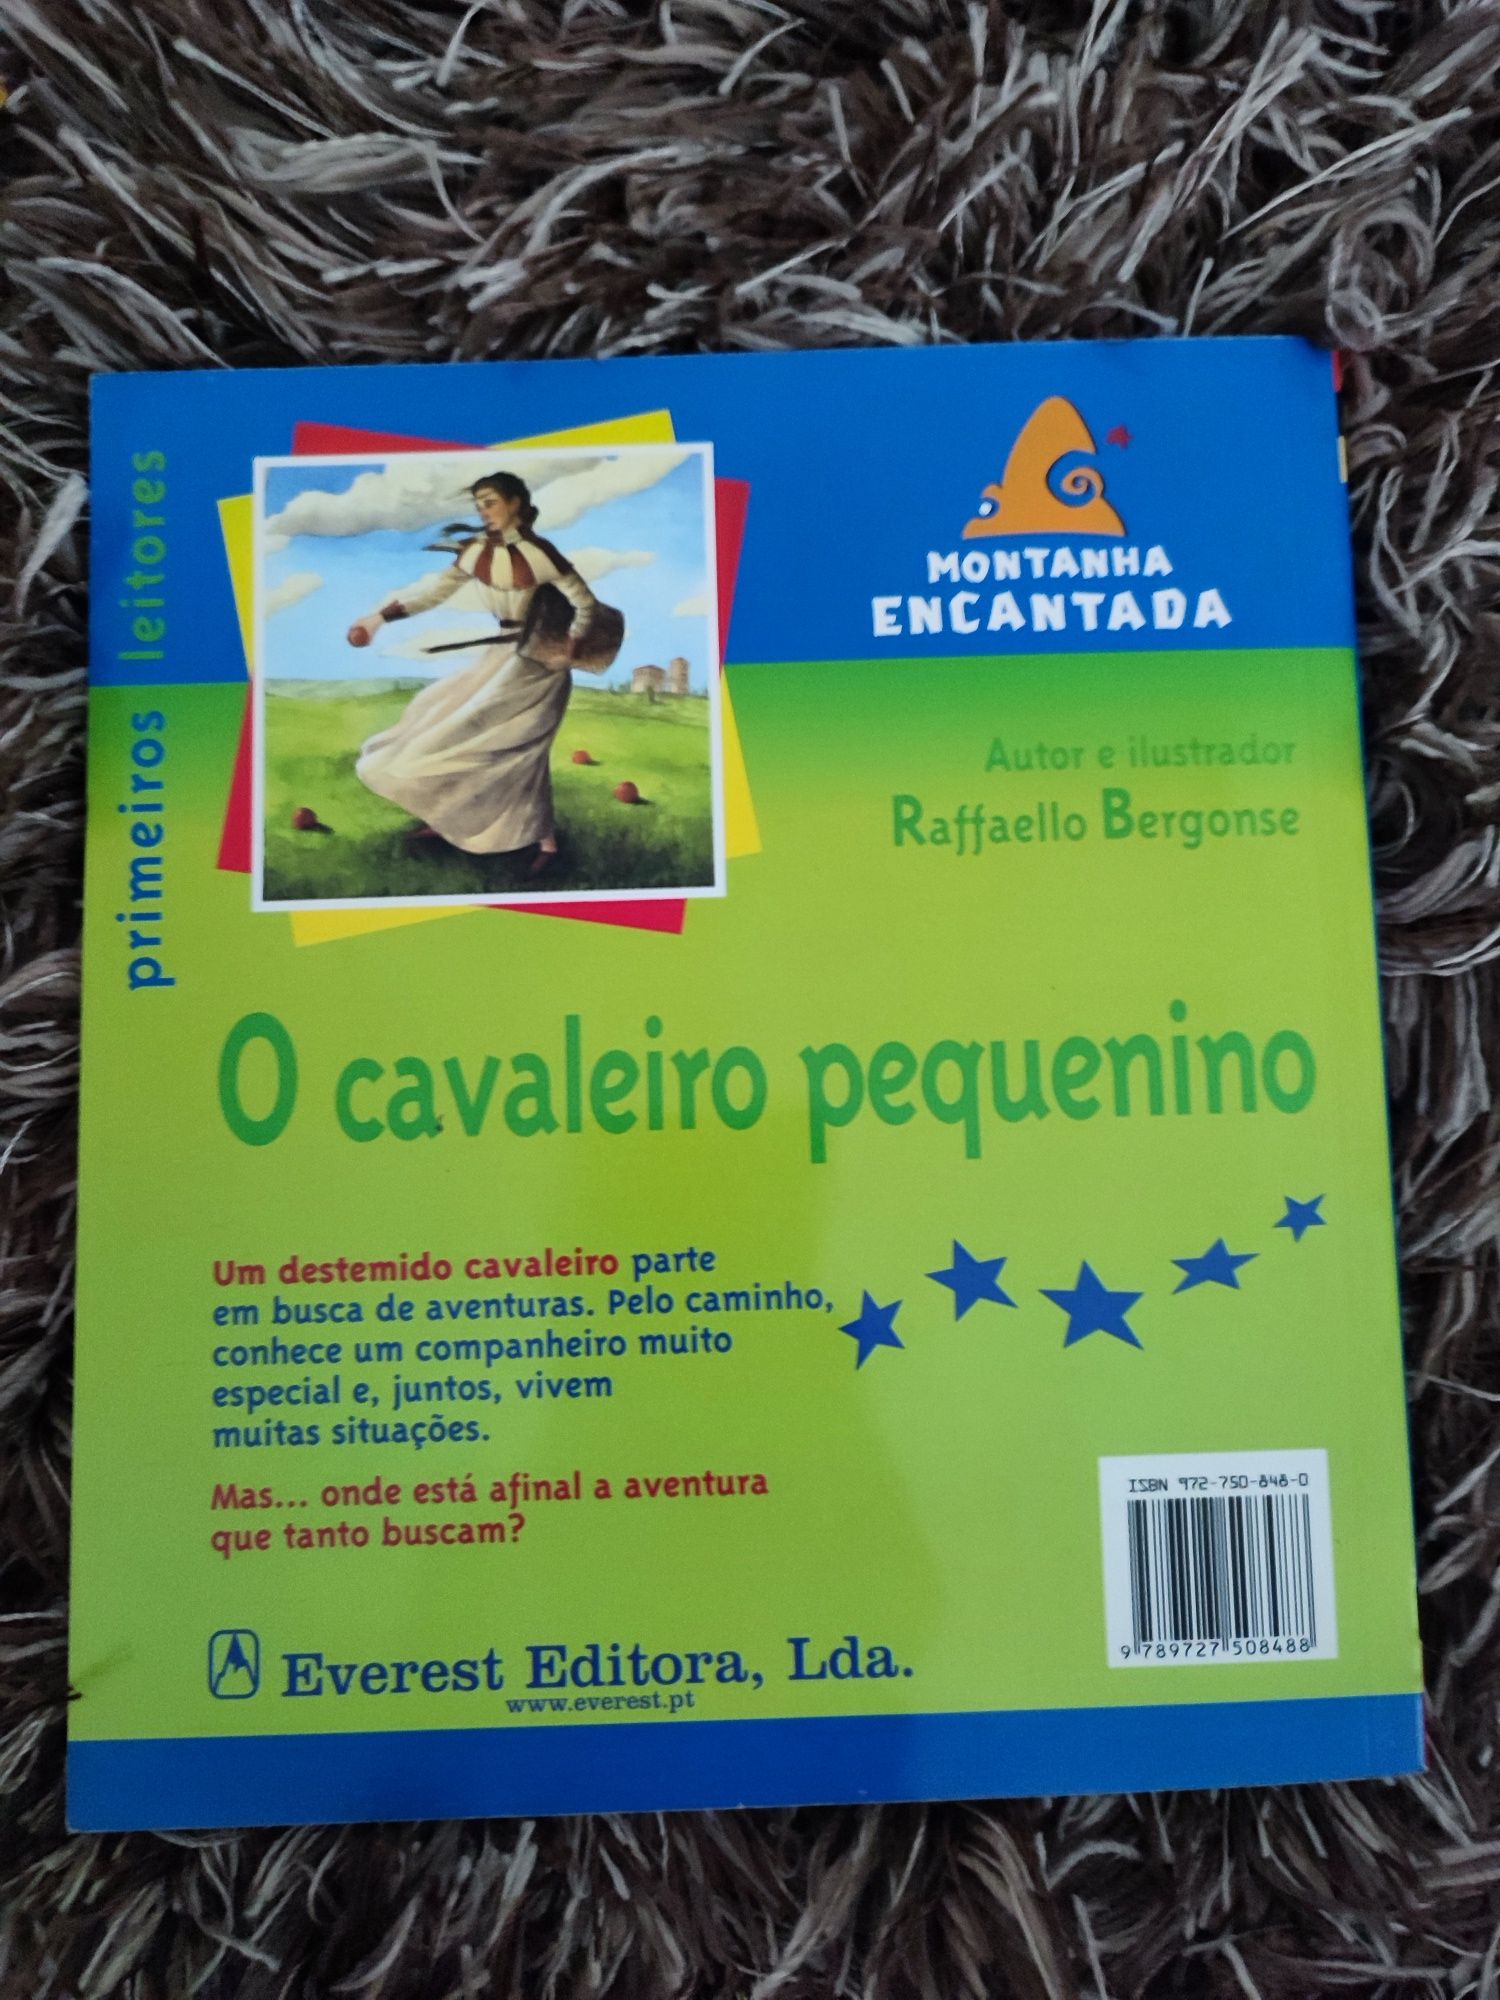 primeiros leitores
MONTANHA
ENCANTADA
Autor e ilustrador
Raffaello Bergonse
O cavaleiro pequenino
Um destemido cavaleiro parte
em busca de aventuras. Pelo caminho,
conhece um companheiro muito
especial e, juntos, vivem
muitas situações.
Mas... onde está afinal a aventura
que tanto buscam?
ISBN 972-750-848-0
9 789727 508488
Everest Editora, Lda.
www.everest.pt